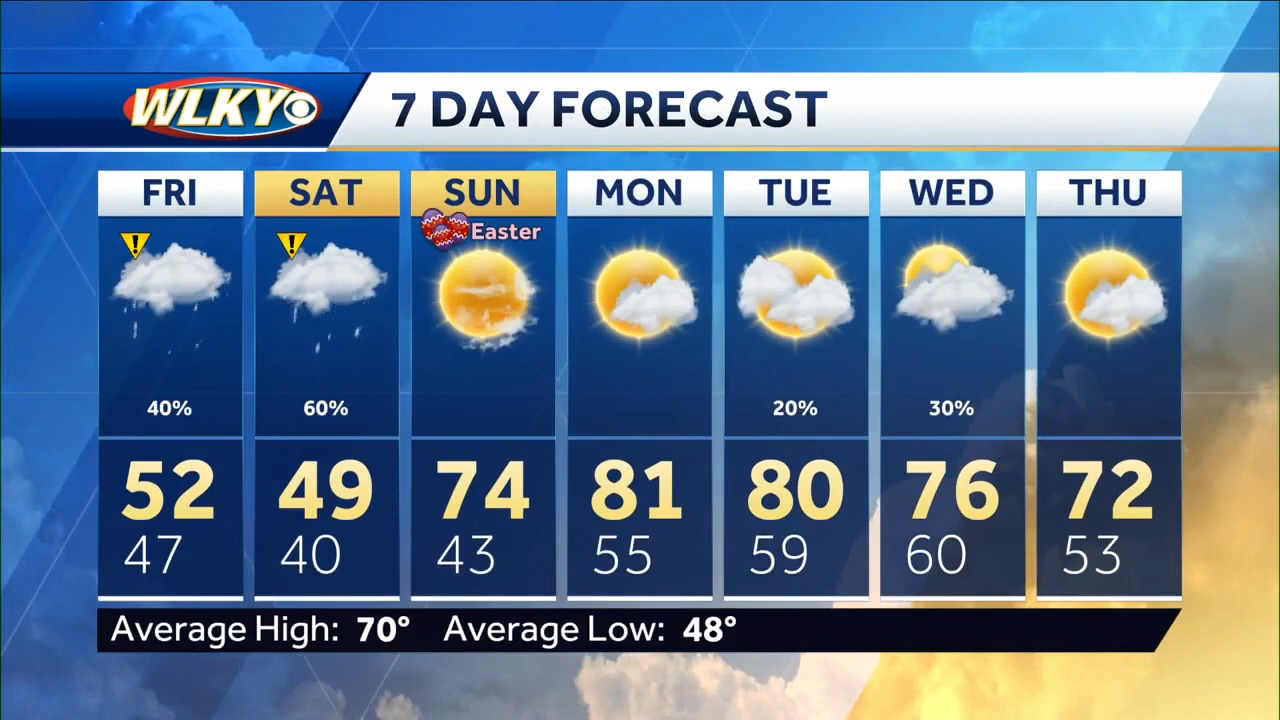 WLKY
7 DAY FORECAST
FRI SAT SUN MON TUE WED THU
! ! Easter
40% 60% 20% 30%
52 49 74 81 80 76 72
47 40 43 55 59 60 53
Average High: 70° Average Low: 48°